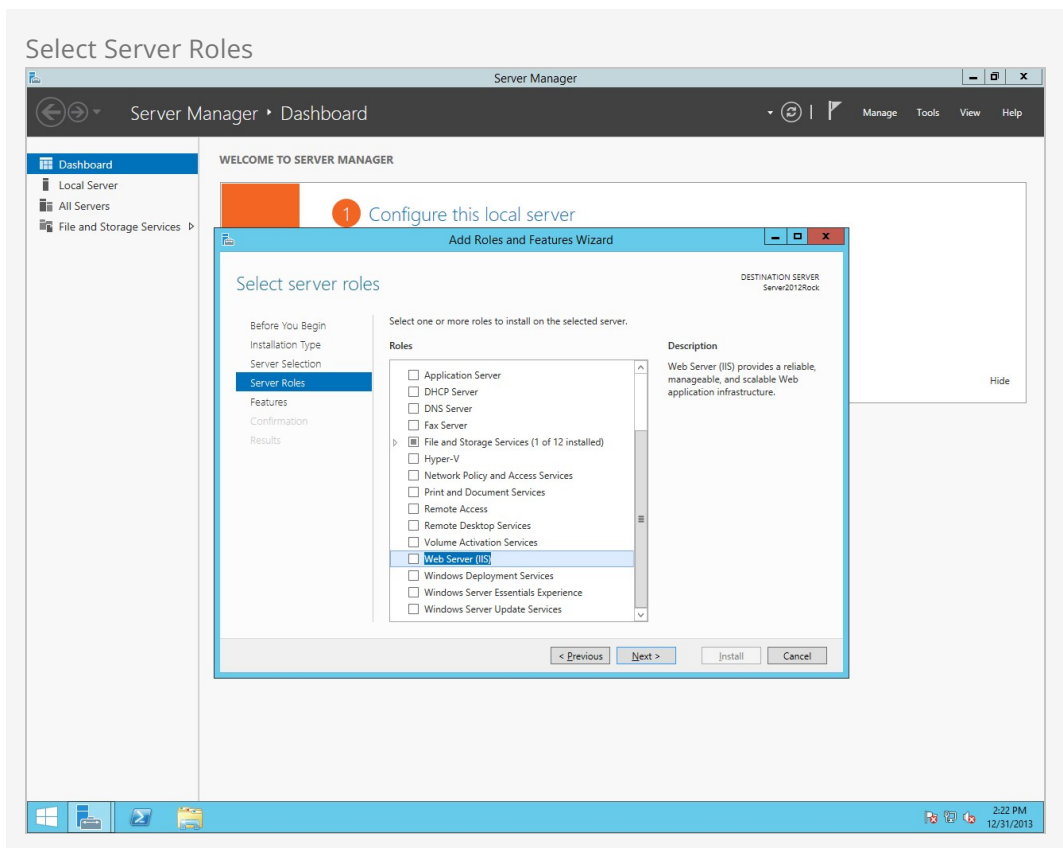 Select Server Roles
Server Manager
Server Manager • Dashboard
Manage Tools View Help
Dashboard
Local Server
All Servers
File and Storage Services
WELCOME TO SERVER MANAGER
1 Configure this local server
Add Roles and Features Wizard
Select server roles
DESTINATION SERVER
Server2012Rock
Before You Begin
Installation Type
Server Selection
Server Roles
Features
Confirmation
Results
Select one or more roles to install on the selected server.
Roles
Application Server
DHCP Server
DNS Server
Fax Server
File and Storage Services (1 of 12 installed)
Hyper-V
Network Policy and Access Services
Print and Document Services
Remote Access
Remote Desktop Services
Volume Activation Services
Web Server (IIS)
Windows Deployment Services
Windows Server Essentials Experience
Windows Server Update Services
Description
Web Server (IIS) provides a reliable,
manageable, and scalable Web
application infrastructure.
Hide
< Previous Next > Install Cancel
2:22 PM
12/31/2013